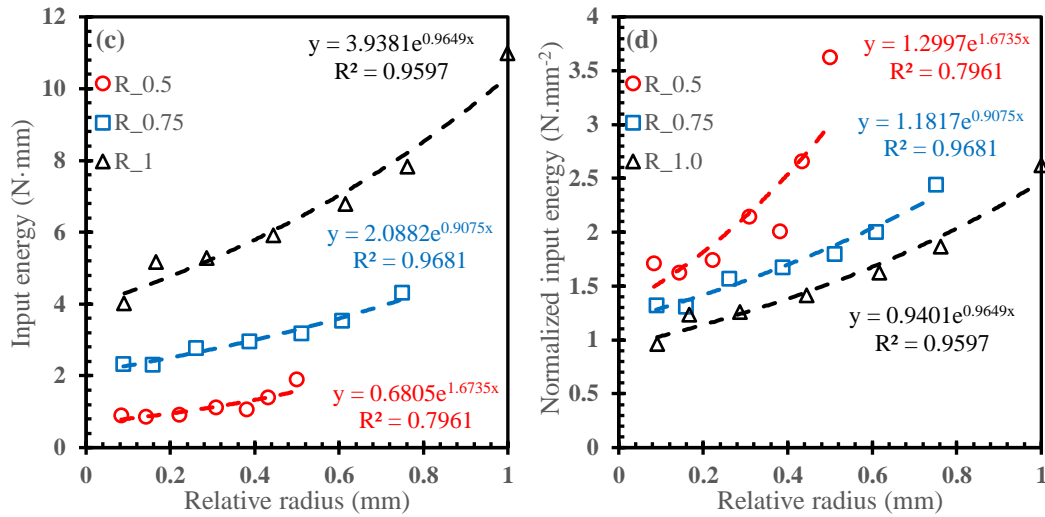 (c)
y = 3.9381e^0.9649x
R² = 0.9597
R_0.5
R_0.75
R_1
y = 2.0882e^0.9075x
R² = 0.9681
y = 0.6805e^1.6735x
R² = 0.7961
Input energy (N·mm)
0
2
4
6
8
10
12
0
0.2
0.4
0.6
0.8
1
Relative radius (mm)
(d)
y = 1.2997e^1.6735x
R² = 0.7961
R_0.5
R_0.75
R_1.0
y = 1.1817e^0.9075x
R² = 0.9681
y = 0.9401e^0.9649x
R² = 0.9597
Normalized input energy (N.mm⁻²)
0
0.5
1
1.5
2
2.5
3
3.5
4
0
0.2
0.4
0.6
0.8
1
Relative radius (mm)